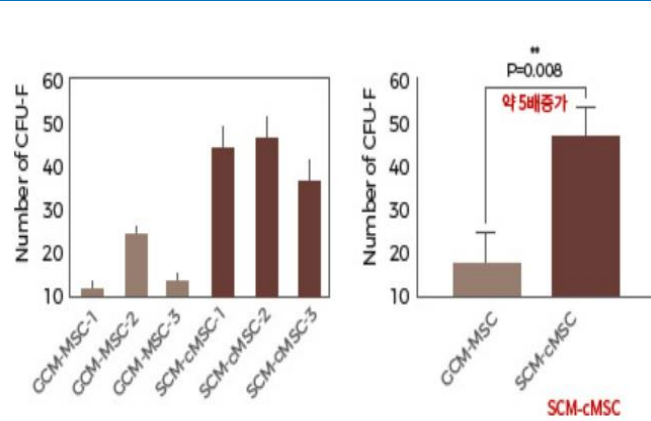 Number of CFU-F
60
50
40
30
20
10
GCM-MSC-1
GCM-MSC-2
GCM-MSC-3
SCM-cMSC-1
SCM-cMSC-2
SCM-cMSC-3
**
P=0.008
약 5배증가
Number of CFU-F
60
50
40
30
20
10
GCM-MSC
SCM-cMSC
SCM-cMSC